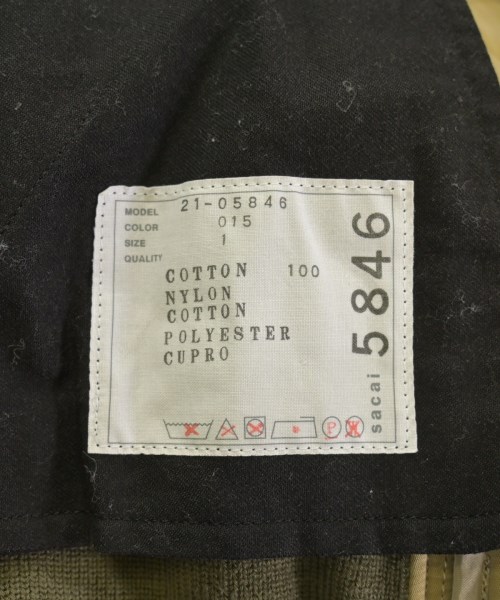 MODEL 21-05846
COLOR 015
SIZE 1
QUALITY
COTTON 100
NYLON
COTTON
POLYESTER
CUPRO
P
W
sacai 5846